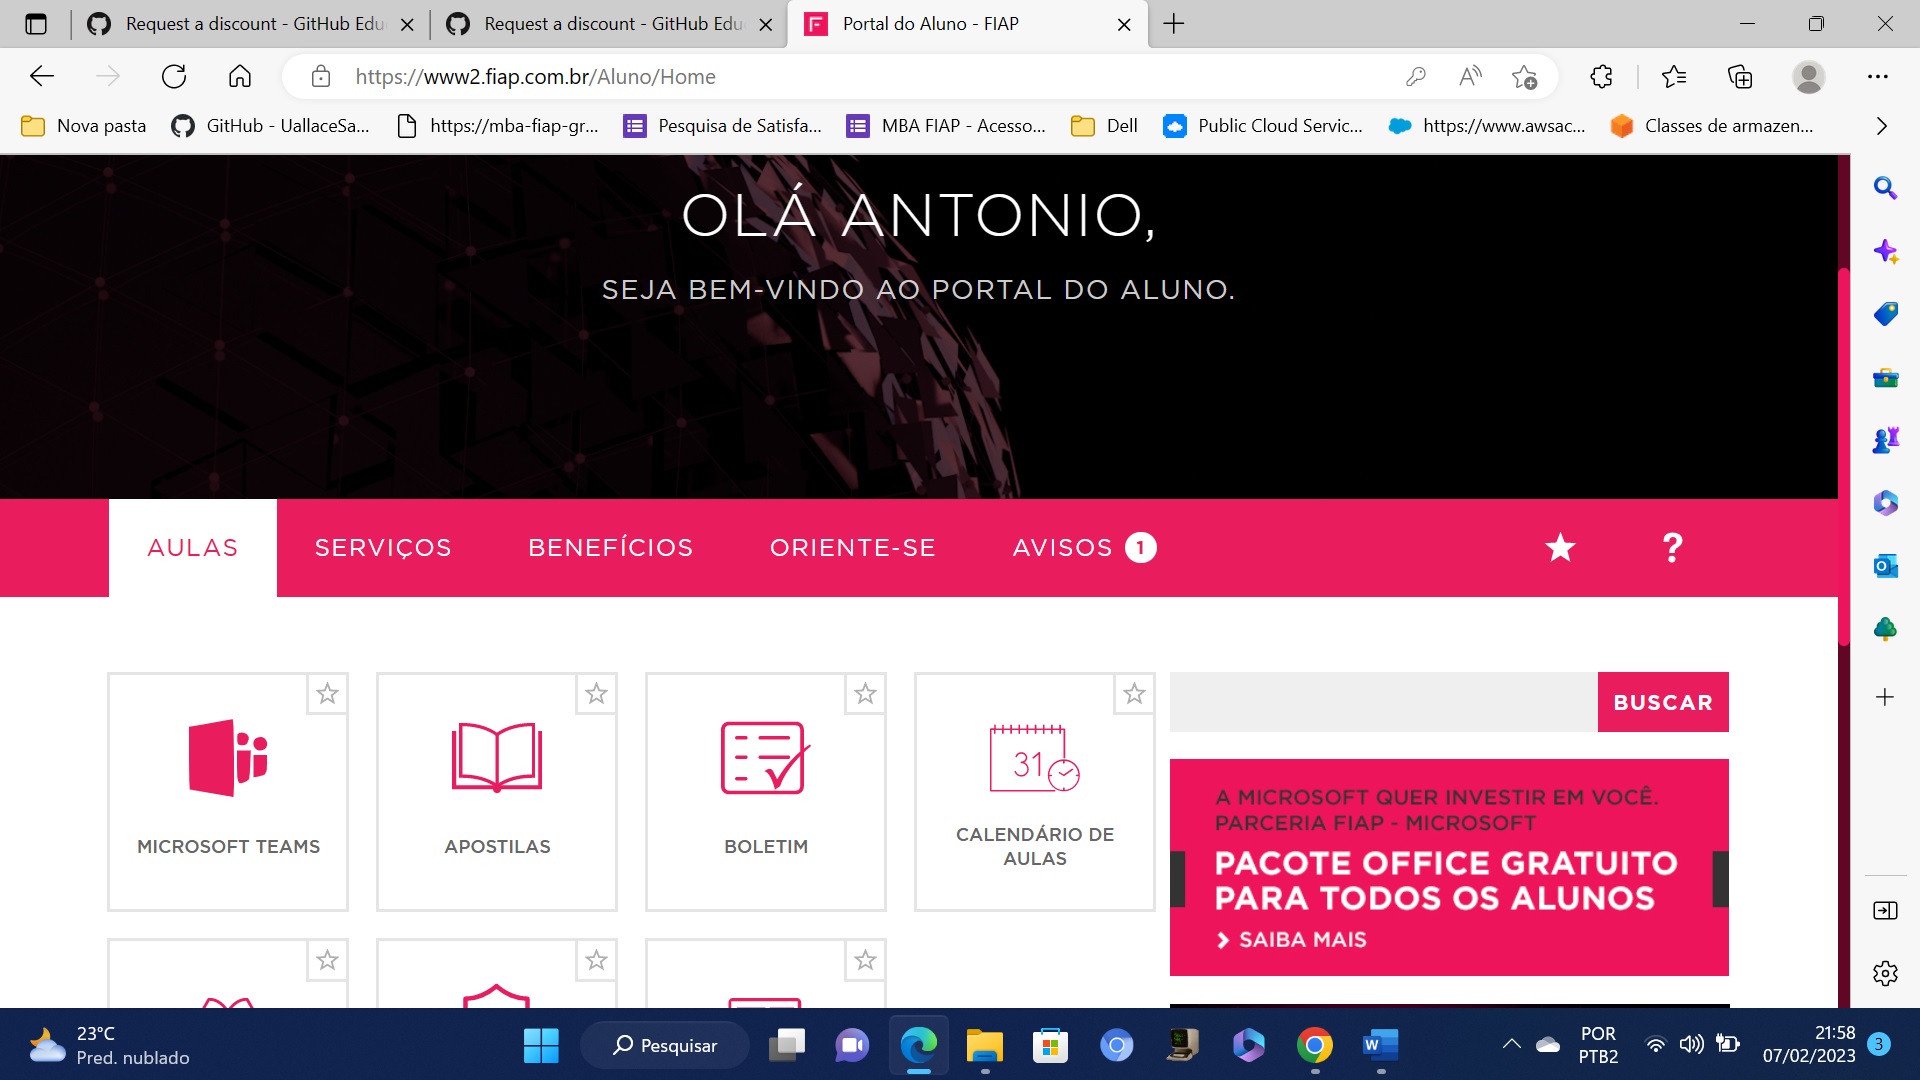 Request a discount - GitHub Edu
Request a discount - GitHub Edu
Portal do Aluno - FIAP
https://www2.fiap.com.br/Aluno/Home
Nova pasta
GitHub - UallaceSa...
https://mba-fiap-gr...
Pesquisa de Satisfa...
MBA FIAP - Acesso...
Dell
Public Cloud Servic...
https://www.awsac...
Classes de armazen...
OLÁ ANTONIO,
SEJA BEM-VINDO AO PORTAL DO ALUNO.
AULAS
SERVIÇOS
BENEFÍCIOS
ORIENTE-SE
AVISOS 1
?
MICROSOFT TEAMS
APOSTILAS
BOLETIM
31
CALENDÁRIO DE
AULAS
BUSCAR
A MICROSOFT QUER INVESTIR EM VOCÊ.
PARCERIA FIAP - MICROSOFT
PACOTE OFFICE GRATUITO
PARA TODOS OS ALUNOS
SAIBA MAIS
23°C
Pred. nublado
Pesquisar
POR
PTB2
21:58
07/02/2023
3